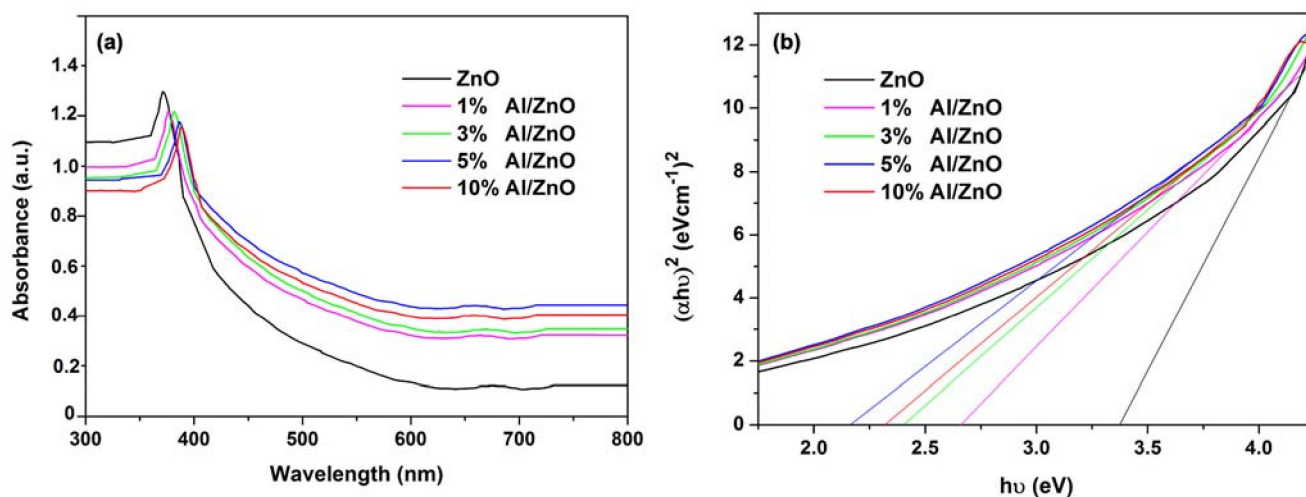 (a)
ZnO
1% Al/ZnO
3% Al/ZnO
5% Al/ZnO
10% Al/ZnO
1.4
1.2
1.0
0.8
0.6
0.4
0.2
0
Absorbance (a.u.)
300 400 500 600 700 800
Wavelength (nm)
(b)
ZnO
1% Al/ZnO
3% Al/ZnO
5% Al/ZnO
10% Al/ZnO
12
10
8
6
4
2
0
(αhυ)² (eVcm⁻¹)²
2.0 2.5 3.0 3.5 4.0
hυ (eV)